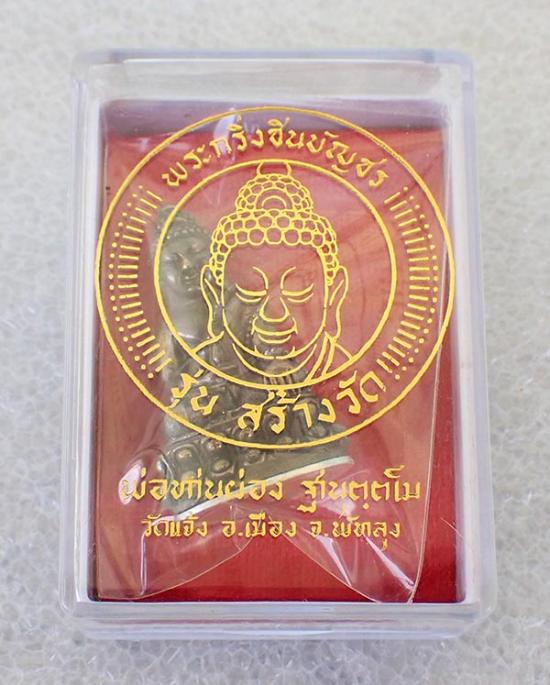 พระกริ่งชินบัญชร
รุ่น สร้างวัด
พ่อท่านผ่อง ฐานุตฺตโม
วัดแจ้ง อ.เมือง จ.พัทลุง